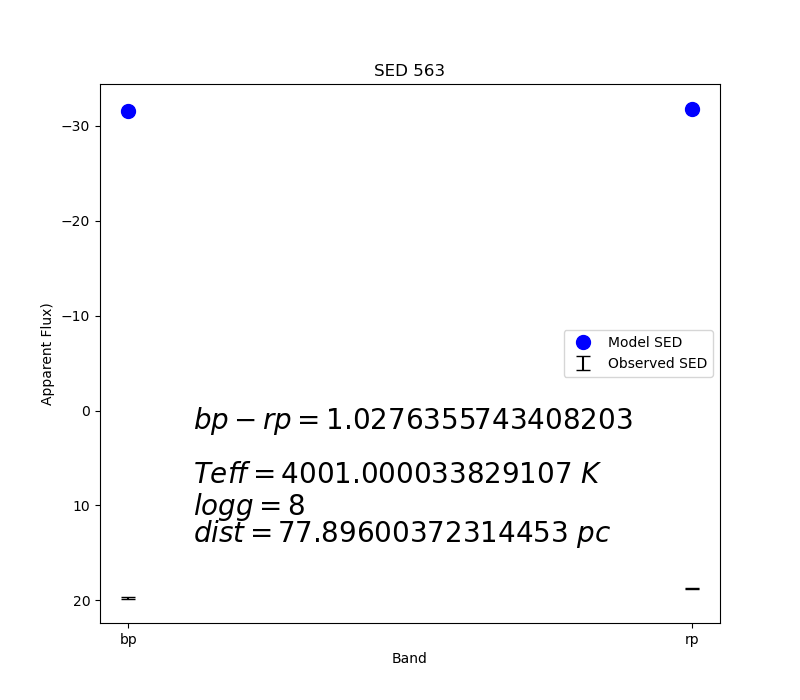 SED 563
−30
−20
−10
0
10
20
Apparent Flux)
Model SED
Observed SED
bp − rp = 1.0276355743408203
Teff = 4001.000033829107 K
logg = 8
dist = 77.89600372314453 pc
bp
rp
Band